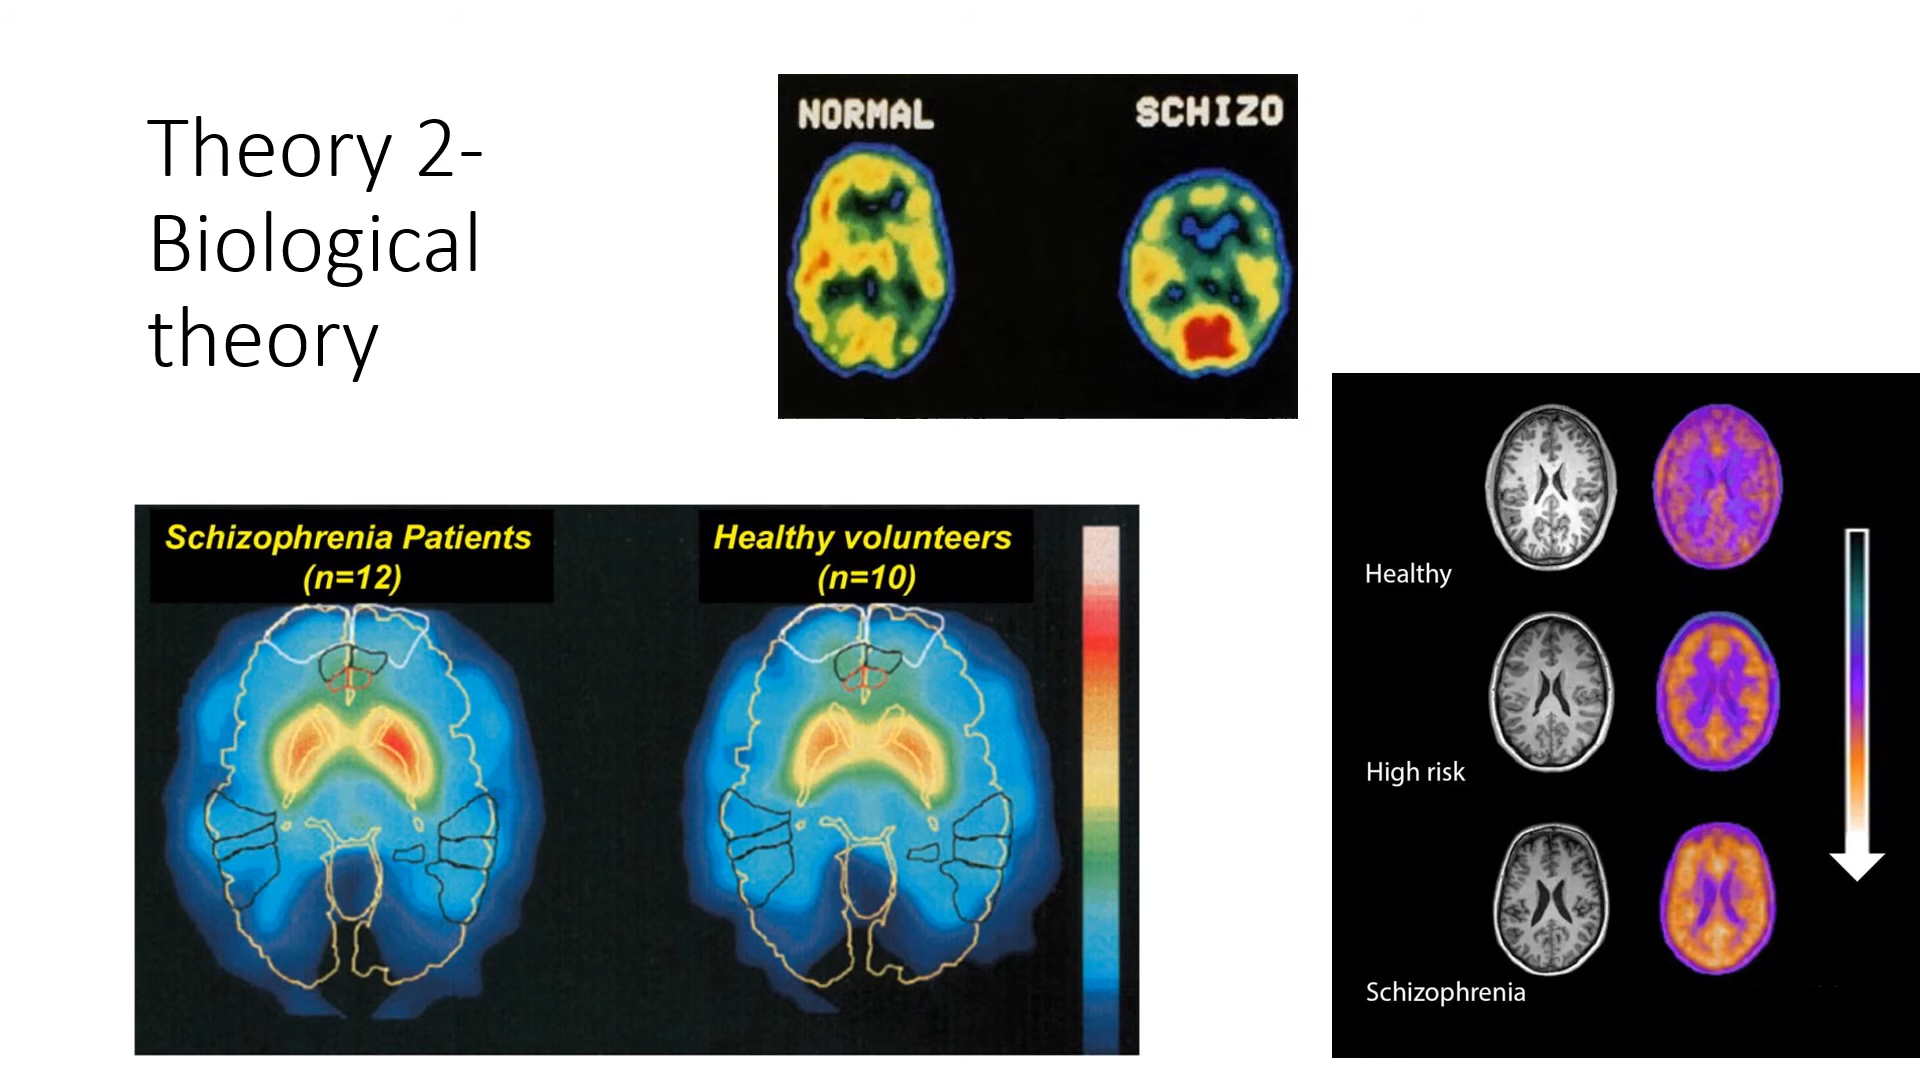 Theory 2-
Biological
theory
NORMAL
SCHIZO
Schizophrenia Patients
(n=12)
Healthy volunteers
(n=10)
Healthy
High risk
Schizophrenia